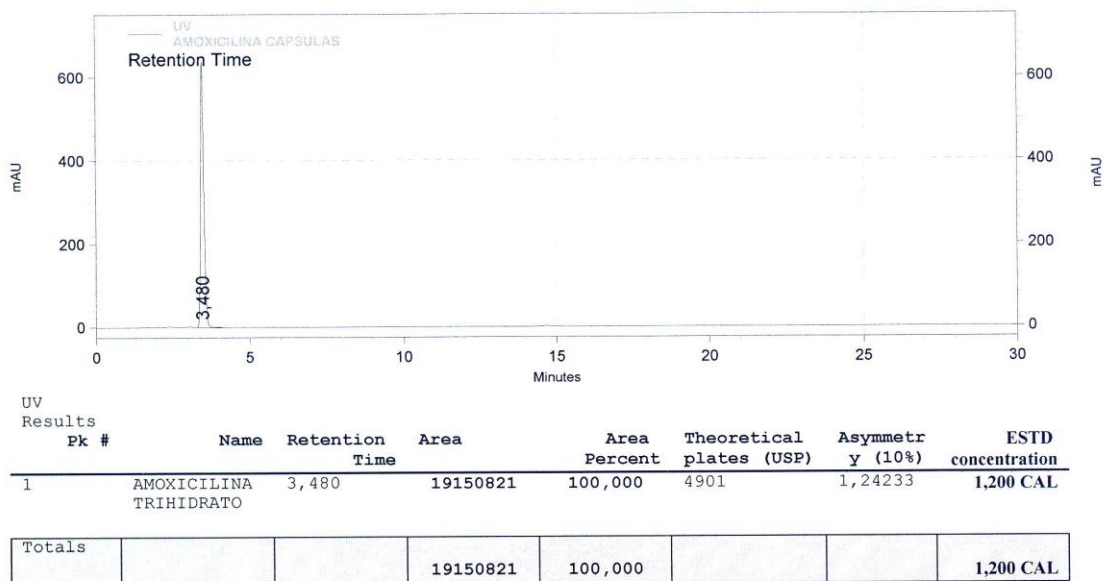 UV
AMOXICILINA CAPSULAS
Retention Time
600
400
200
0
mAU
600
400
200
0
mAU
3,480
0 5 10 15 20 25 30
Minutes
UV
Results
Pk # Name Retention Area Area Theoretical Asymmetr ESTD
Time Percent plates (USP) y (10%) concentration
1 AMOXICILINA 3,480 19150821 100,000 4901 1,24233 1,200 CAL
TRIHIDRATO
Totals
19150821 100,000 1,200 CAL